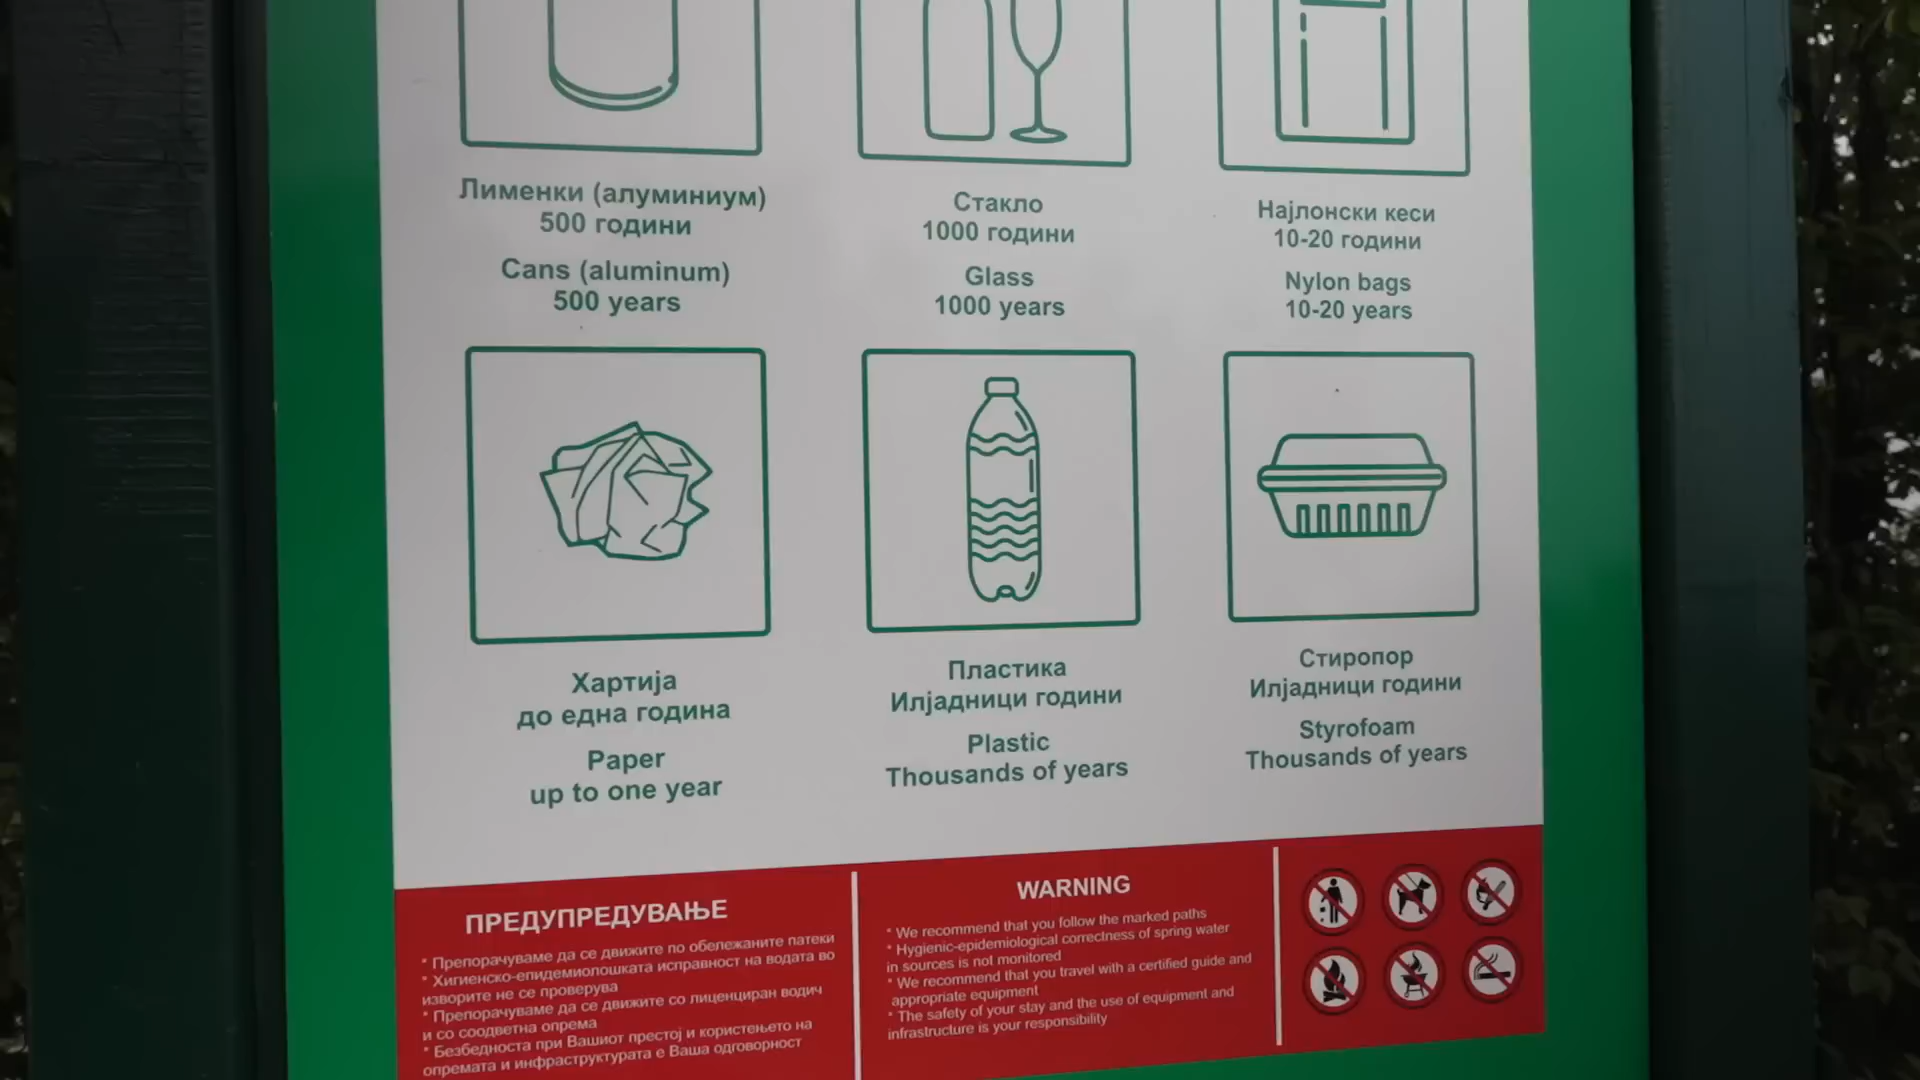 Лименки (алуминиум)
500 години
Cans (aluminum)
500 years
Стакло
1000 години
Glass
1000 years
Најлонски кеси
10-20 години
Nylon bags
10-20 years
Хартија
до една година
Paper
up to one year
Пластика
Илјадници години
Plastic
Thousands of years
Стиропор
Илјадници години
Styrofoam
Thousands of years
ПРЕДУПРЕДУВАЊЕ
* Препорачуваме да се движите по обележаните патеки
* Хигиенско-епидемиолошката исправност на водата во
изворите не се проверува
* Препорачуваме да се движите со лиценциран водич
и со соодветна опрема
* Безбедноста при Вашиот престој и користењето на
опремата и инфраструктурата е Ваша одговорност
WARNING
* We recommend that you follow the marked paths
* Hygienic-epidemiological correctness of spring water
in sources is not monitored
* We recommend that you travel with a certified guide and
appropriate equipment
* The safety of your stay and the use of equipment and
infrastructure is your responsibility